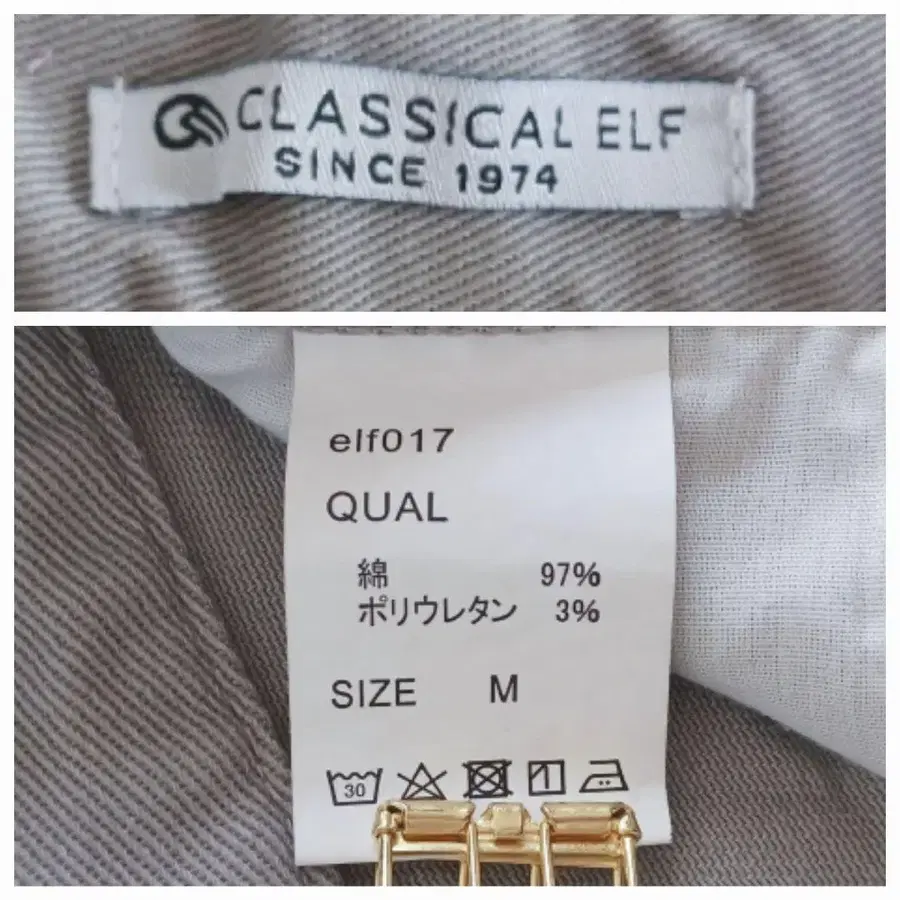 CLASSICAL ELF
SINCE 1974
elf017
QUAL
綿 97%
ポリウレタン 3%
SIZE M
30